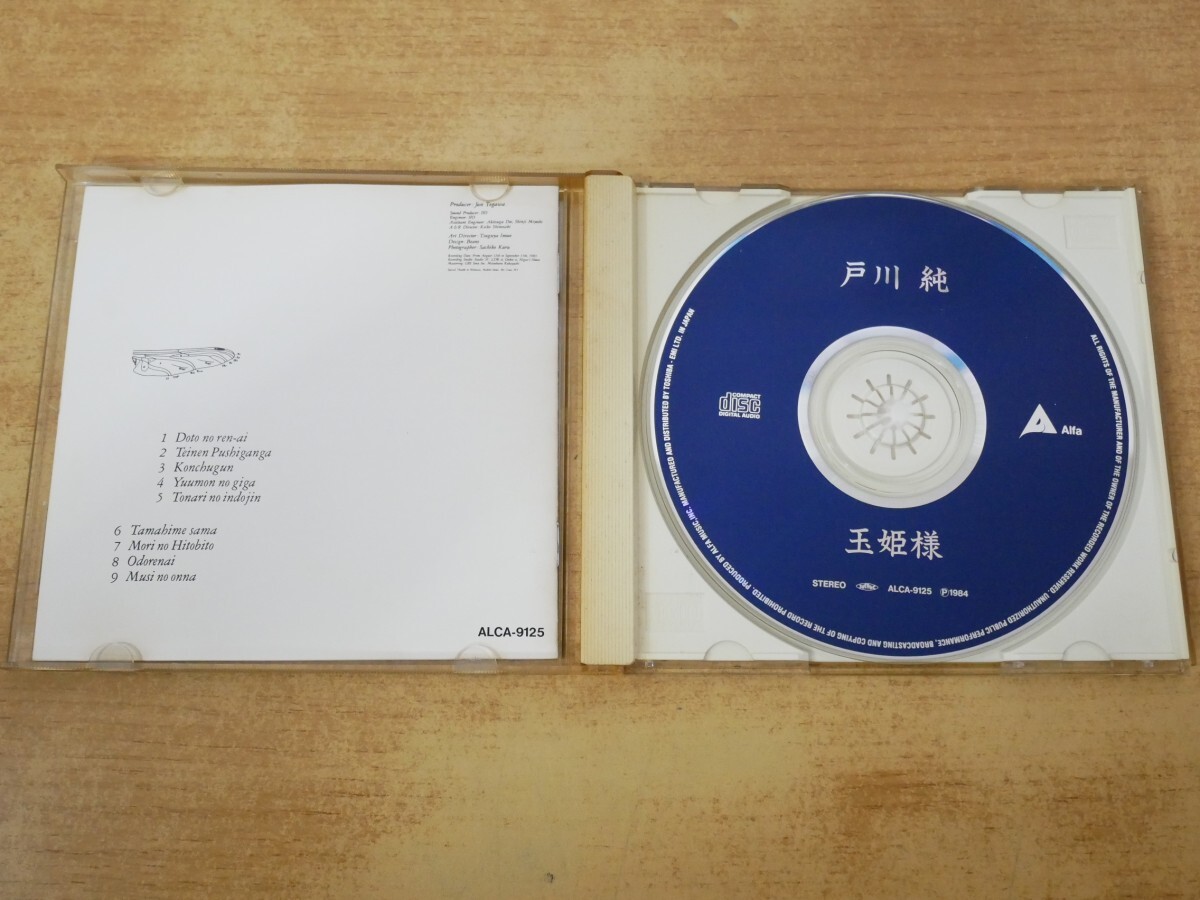 Producer Jun Togawa
1 Doto no ren-ai
2 Teinen Pushiganga
3 Konchugun
4 Yuumon no giga
5 Tonari no indojin
6 Tamahime sama
7 Mori no Hitobito
8 Odorenai
9 Musi no onna
ALCA-9125
戸川 純
COMPACT
disc
DIGITAL AUDIO
Alfa
玉姫様
STEREO ALCA-9125 Ⓟ1984
ALL RIGHTS OF THE MANUFACTURER AND OF THE OWNER OF THE RECORDED WORK RESERVED. UNAUTHORIZED PUBLIC PERFORMANCE, BROADCASTING AND COPYING OF THE RECORD PROHIBITED. PRODUCED BY ALFA MUSIC, INC. MANUFACTURED AND DISTRIBUTED BY TOSHIBA-EMI LTD. IN JAPAN